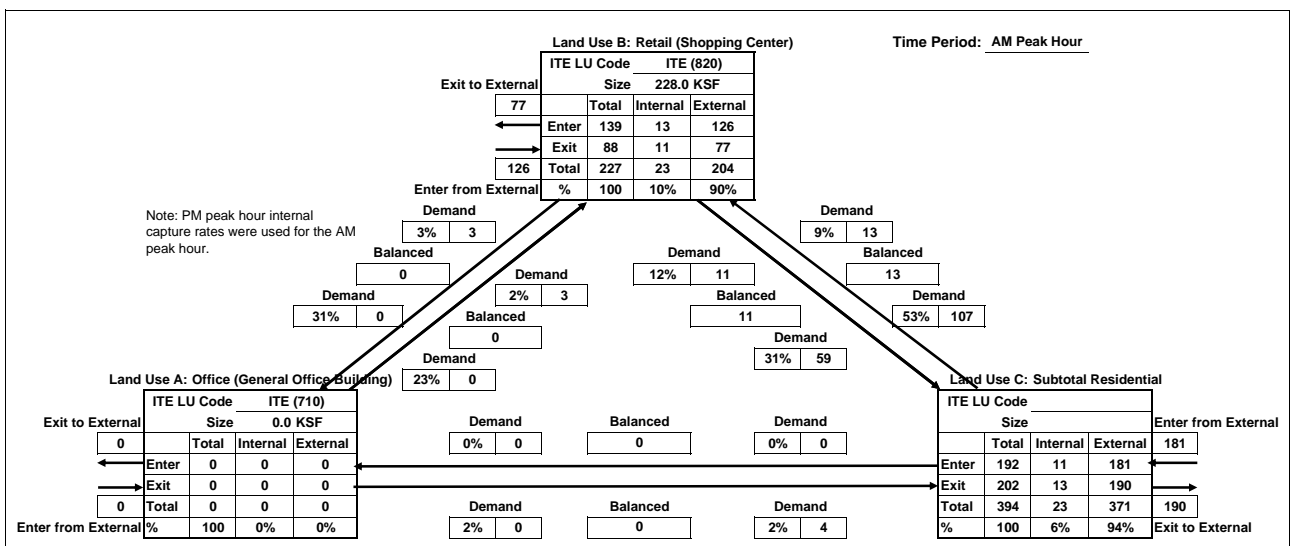 Land Use B: Retail (Shopping Center)
Time Period: AM Peak Hour
ITE LU Code ITE (820)
Exit to External Size 228.0 KSF
77 Total Internal External
Enter 139 13 126
Exit 88 11 77
126 Total 227 23 204
Enter from External % 100 10% 90%
Note: PM peak hour internal
capture rates were used for the AM
peak hour.
Demand Demand
3% 3 9% 13
Balanced Demand Demand Balanced
0 2% 3 12% 11 13
Demand Balanced Balanced Demand
31% 0 0 11 53% 107
Demand Demand
23% 0 31% 59
Land Use A: Office (General Office Building)
ITE LU Code ITE (710)
Exit to External Size 0.0 KSF
0 Total Internal External
Enter 0 0 0
Exit 0 0 0
0 Total 0 0 0
Enter from External % 100 0% 0%
Demand Balanced Demand
0% 0 0 0% 0
Demand Balanced Demand
2% 0 0 2% 4
Land Use C: Subtotal Residential
ITE LU Code
Size Enter from External
Total Internal External 181
Enter 192 11 181
Exit 202 13 190
Total 394 23 371 190
% 100 6% 94% Exit to External